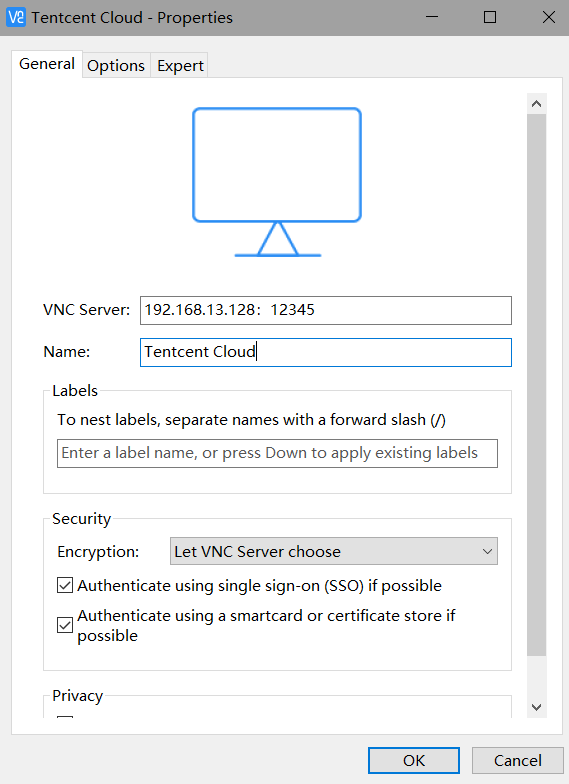 Tentcent Cloud - Properties
General Options Expert
VNC Server: 192.168.13.128：12345
Name: Tentcent Cloud
Labels
To nest labels, separate names with a forward slash (/)
Enter a label name, or press Down to apply existing labels
Security
Encryption: Let VNC Server choose
Authenticate using single sign-on (SSO) if possible
Authenticate using a smartcard or certificate store if
possible
Privacy
OK Cancel